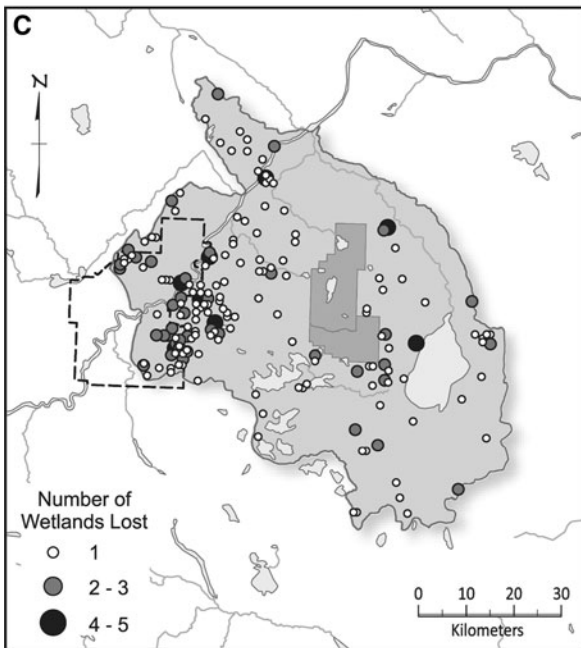 C
N
Number of
Wetlands Lost
1
2 - 3
4 - 5
0 10 20 30
Kilometers